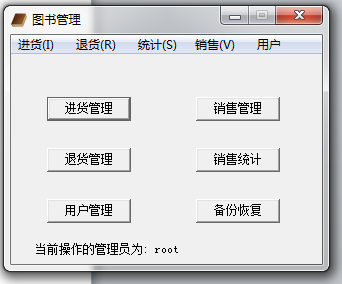 图书管理
进货(I) 退货(R) 统计(S) 销售(V) 用户
进货管理 销售管理
退货管理 销售统计
用户管理 备份恢复
当前操作的管理员为: root